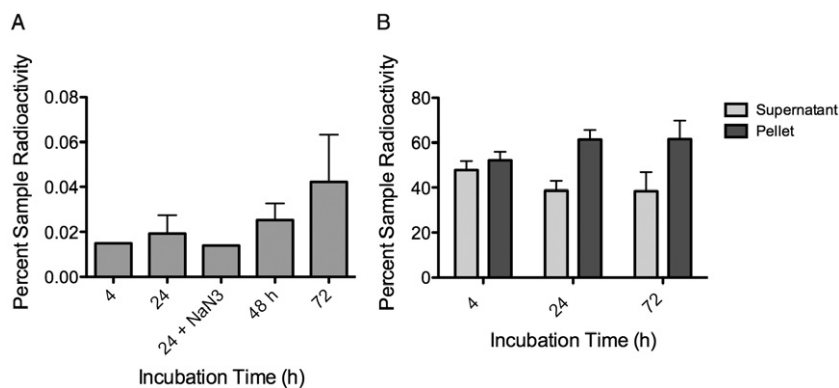 A
Percent Sample Radioactivity
0.08
0.06
0.04
0.02
0.00
4
24
24 + NaN3
48 h
72
Incubation Time (h)
B
Percent Sample Radioactivity
80
60
40
20
0
4
24
72
Incubation Time (h)
Supernatant
Pellet